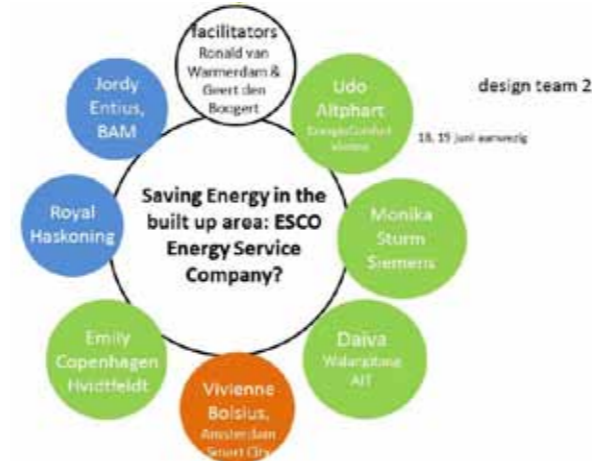 facilitators
Ronald van
Warmerdam &
Geert den
Boogert
Jordy
Entius,
BAM
Udo
Altphart
EnergieComfort
Vienna
design team 2
18, 19 juni aanwezig
Saving Energy in the
built up area: ESCO
Energy Service
Company?
Royal
Haskoning
Monika
Sturm
Siemens
Emily
Copenhagen
Hvidtfeldt
Daiva
AIT
Vivienne
Bolsius,
Amsterdam
Smart City